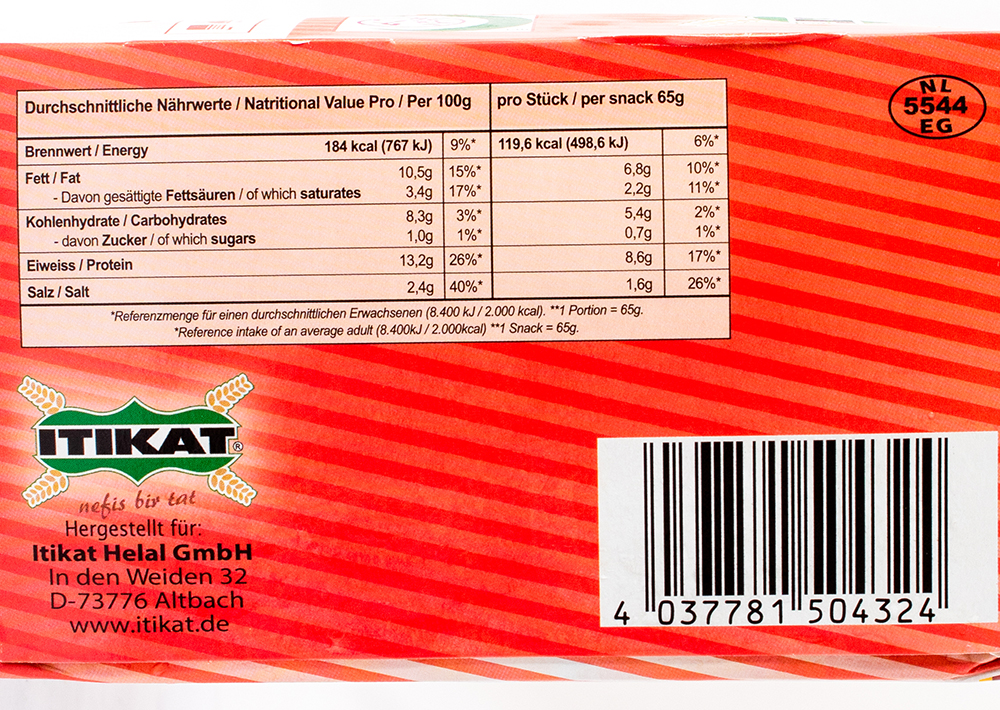 Durchschnittliche Nährwerte / Natritional Value Pro / Per 100g pro Stück / per snack 65g
Brennwert / Energy 184 kcal (767 kJ) 9%* 119,6 kcal (498,6 kJ) 6%*
Fett / Fat 10,5g 15%* 6,8g 10%*
- Davon gesättigte Fettsäuren / of which saturates 3,4g 17%* 2,2g 11%*
Kohlenhydrate / Carbohydrates 8,3g 3%* 5,4g 2%*
- davon Zucker / of which sugars 1,0g 1%* 0,7g 1%*
Eiweiss / Protein 13,2g 26%* 8,6g 17%*
Salz / Salt 2,4g 40%* 1,6g 26%*
*Referenzmenge für einen durchschnittlichen Erwachsenen (8.400 kJ / 2.000 kcal). **1 Portion = 65g.
*Reference intake of an average adult (8.400kJ / 2.000kcal) **1 Snack = 65g.
NL
5544
EG
ITIKAT®
nefis bir tat
Hergestellt für:
Itikat Helal GmbH
In den Weiden 32
D-73776 Altbach
www.itikat.de
4 037781 504324